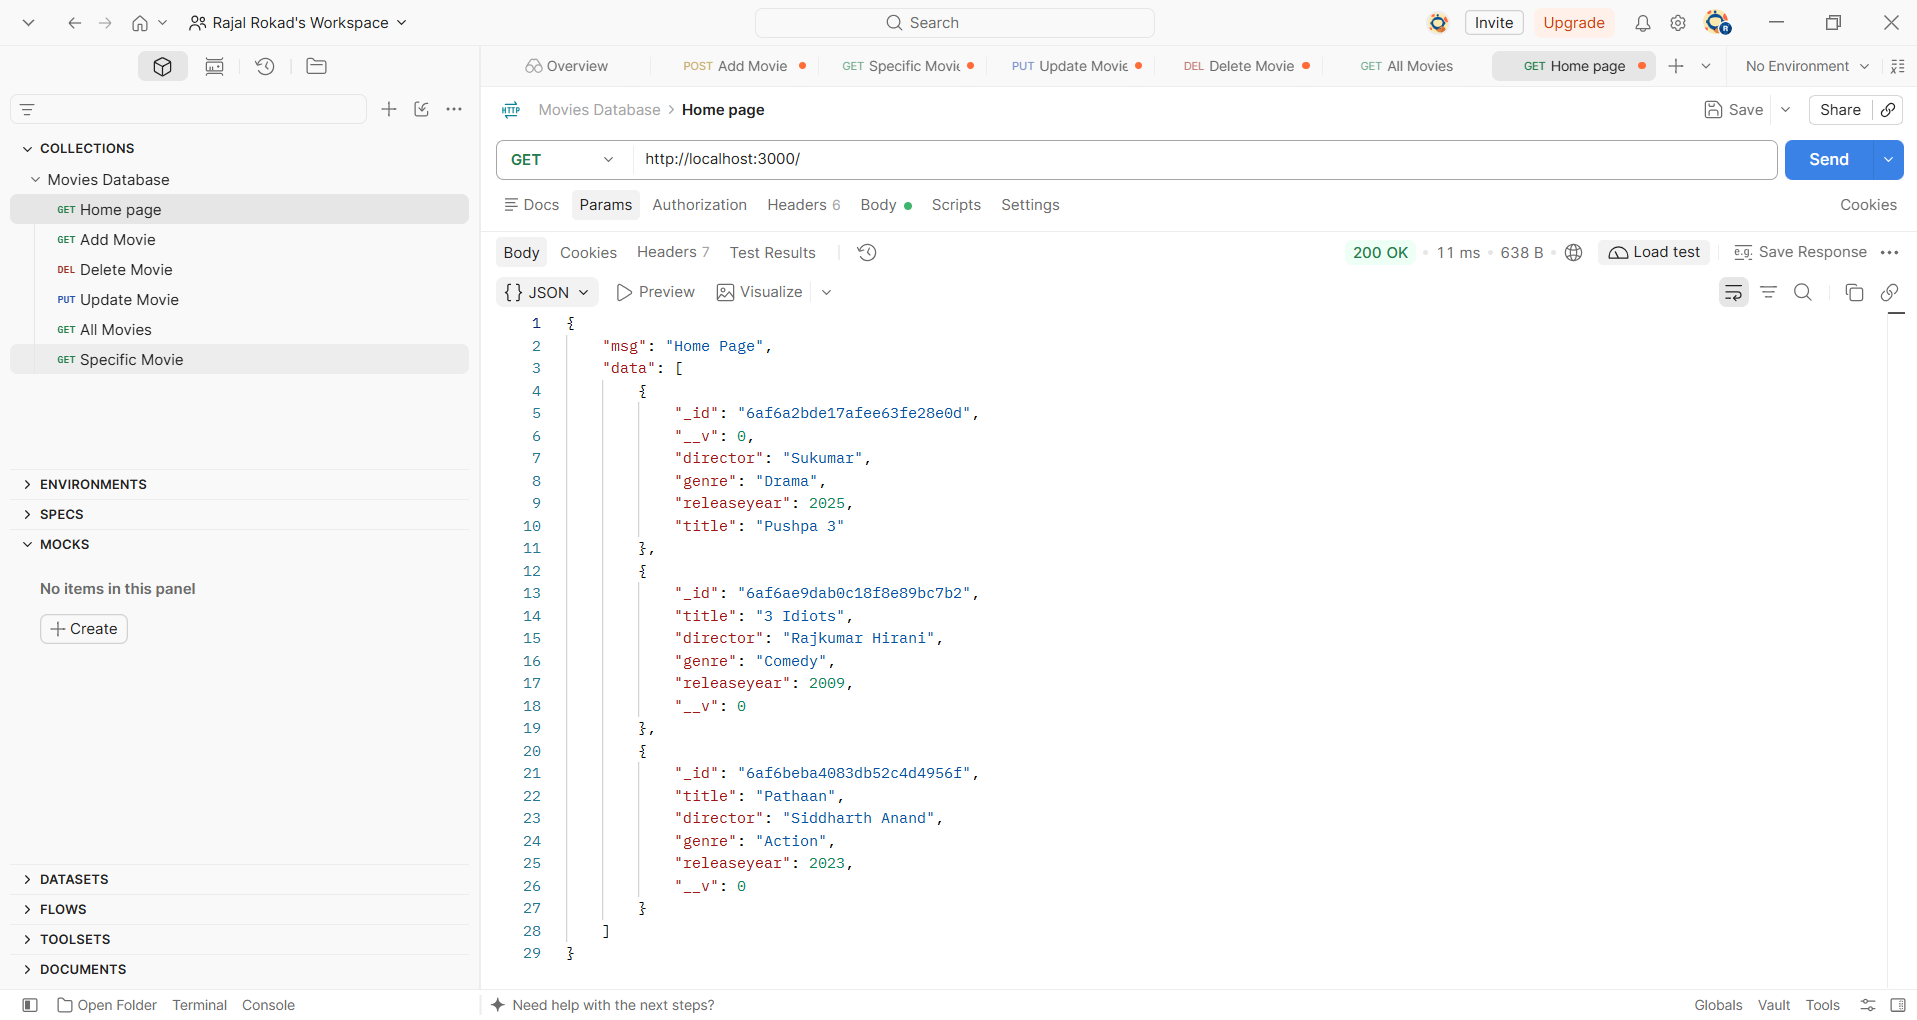 Rajal Rokad's Workspace
Search
Invite
Upgrade
R
Overview
POST Add Movie
GET Specific Movie
PUT Update Movie
DEL Delete Movie
GET All Movies
GET Home page
No Environment
HTTP Movies Database > Home page
Save
Share
COLLECTIONS
Movies Database
GET Home page
GET Add Movie
DEL Delete Movie
PUT Update Movie
GET All Movies
GET Specific Movie
ENVIRONMENTS
SPECS
MOCKS
No items in this panel
+ Create
DATASETS
FLOWS
TOOLSETS
DOCUMENTS
GET
http://localhost:3000/
Send
Docs
Params
Authorization
Headers 6
Body
Scripts
Settings
Cookies
Body
Cookies
Headers 7
Test Results
200 OK
11 ms
638 B
Load test
e.g. Save Response
{} JSON
Preview
Visualize
1 {
2 "msg": "Home Page",
3 "data": [
4 {
5 "_id": "6af6a2bde17afee63fe28e0d",
6 "__v": 0,
7 "director": "Sukumar",
8 "genre": "Drama",
9 "releaseyear": 2025,
10 "title": "Pushpa 3"
11 },
12 {
13 "_id": "6af6ae9dab0c18f8e89bc7b2",
14 "title": "3 Idiots",
15 "director": "Rajkumar Hirani",
16 "genre": "Comedy",
17 "releaseyear": 2009,
18 "__v": 0
19 },
20 {
21 "_id": "6af6beba4083db52c4d4956f",
22 "title": "Pathaan",
23 "director": "Siddharth Anand",
24 "genre": "Action",
25 "releaseyear": 2023,
26 "__v": 0
27 }
28 ]
29 }
Open Folder
Terminal
Console
Need help with the next steps?
Globals
Vault
Tools